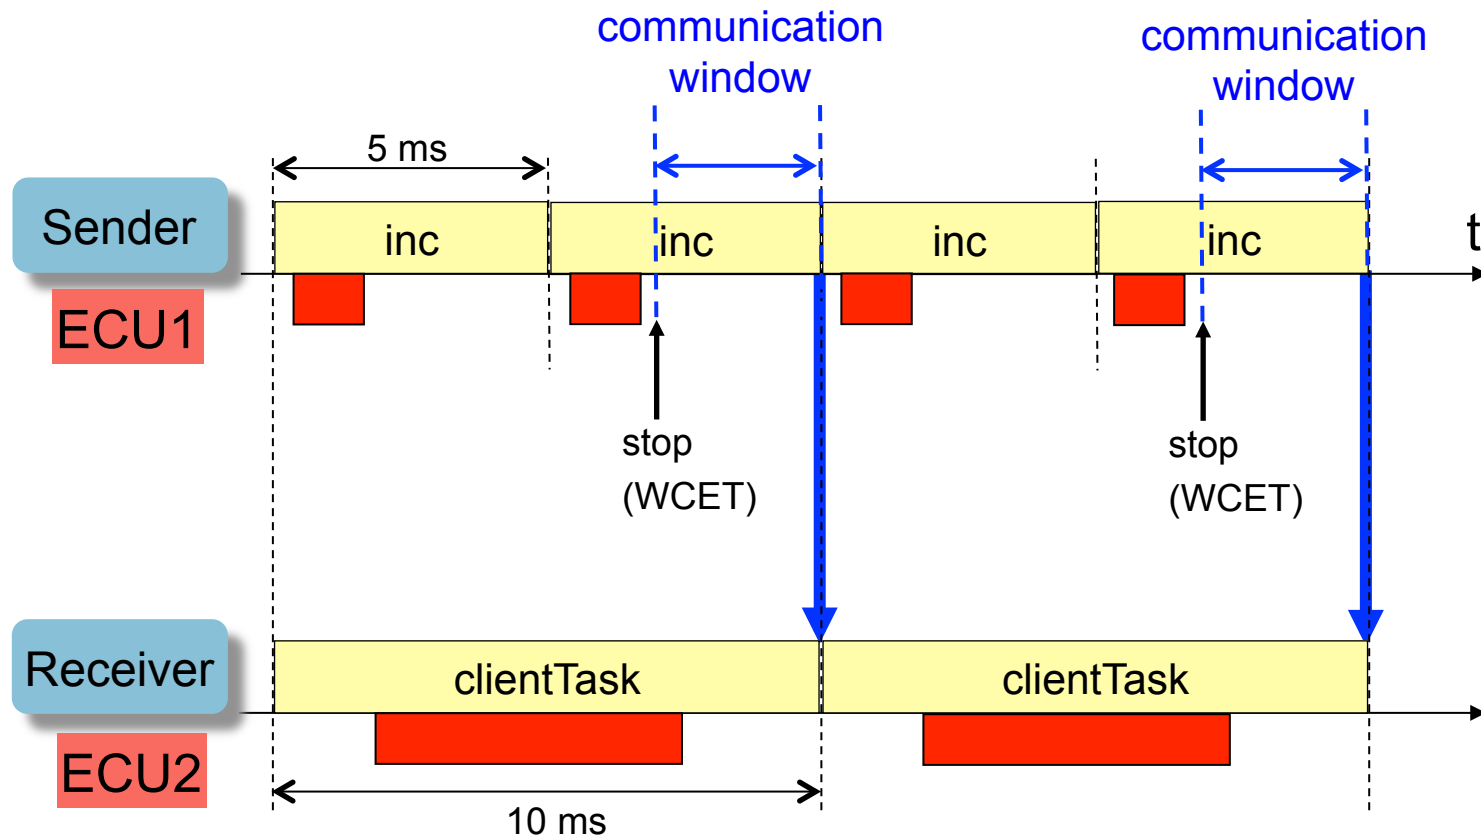 communication
window
communication
window
5 ms
Sender
inc
inc
inc
inc
t
ECU1
stop
(WCET)
stop
(WCET)
Receiver
clientTask
clientTask
ECU2
10 ms